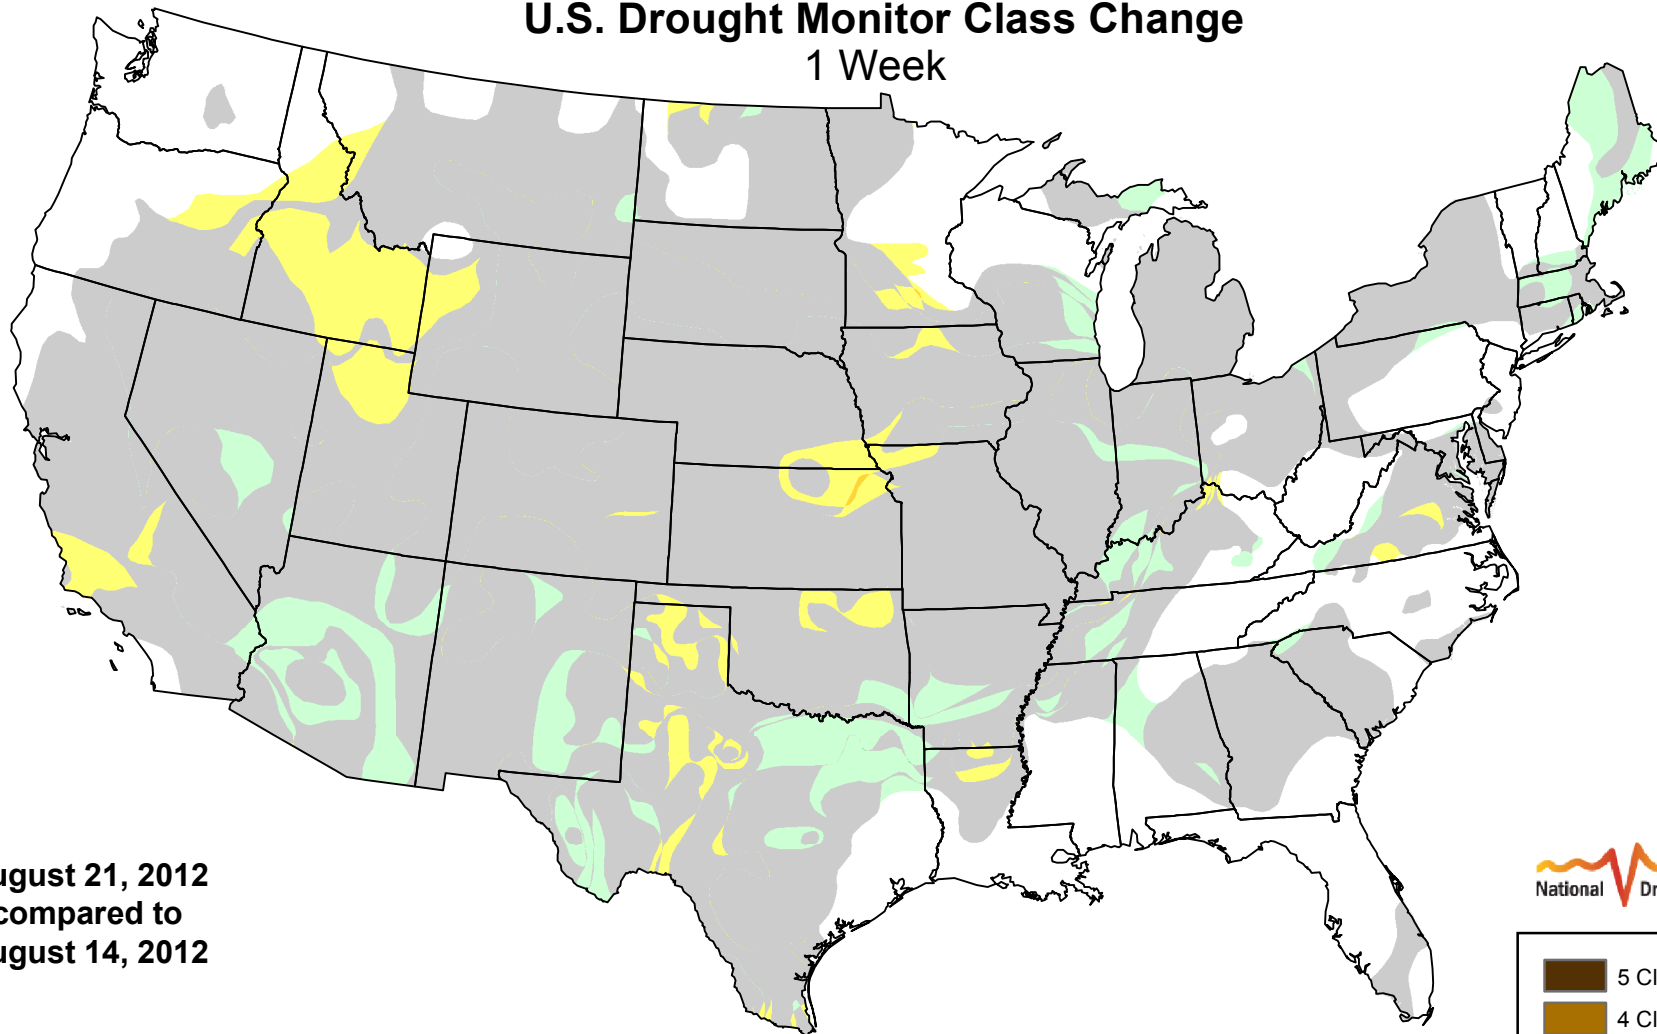 U.S. Drought Monitor Class Change
1 Week
ugust 21, 2012
compared to
ugust 14, 2012
National Dr
5 Cl
4 Cl